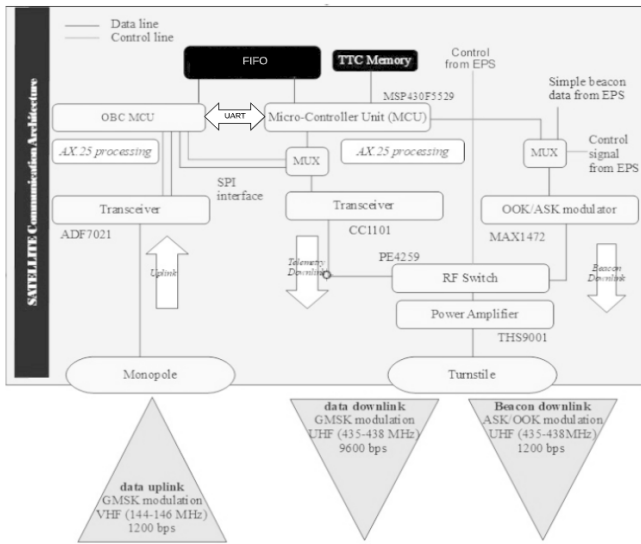 Data line
Control line
FIFO
TTC Memory
Control
from EPS
Simple beacon
data from EPS
MSP430F5529
OBC MCU
UART
Micro-Controller Unit (MCU)
AX.25 processing
MUX
AX.25 processing
MUX
Control
signal
from EPS
SPI
interface
Transceiver
Transceiver
OOK/ASK modulator
ADF7021
CC1101
MAX1472
Uplink
Telemetry
Downlink
PE4259
RF Switch
Beacon
Downlink
Power Amplifier
THS9001
Monopole
Turnstile
SATELLITE Communication Architecture
data uplink
GMSK modulation
VHF (144-146 MHz)
1200 bps
data downlink
GMSK modulation
UHF (435-438 MHz)
9600 bps
Beacon downlink
ASK/OOK modulation
UHF (435-438MHz)
1200 bps